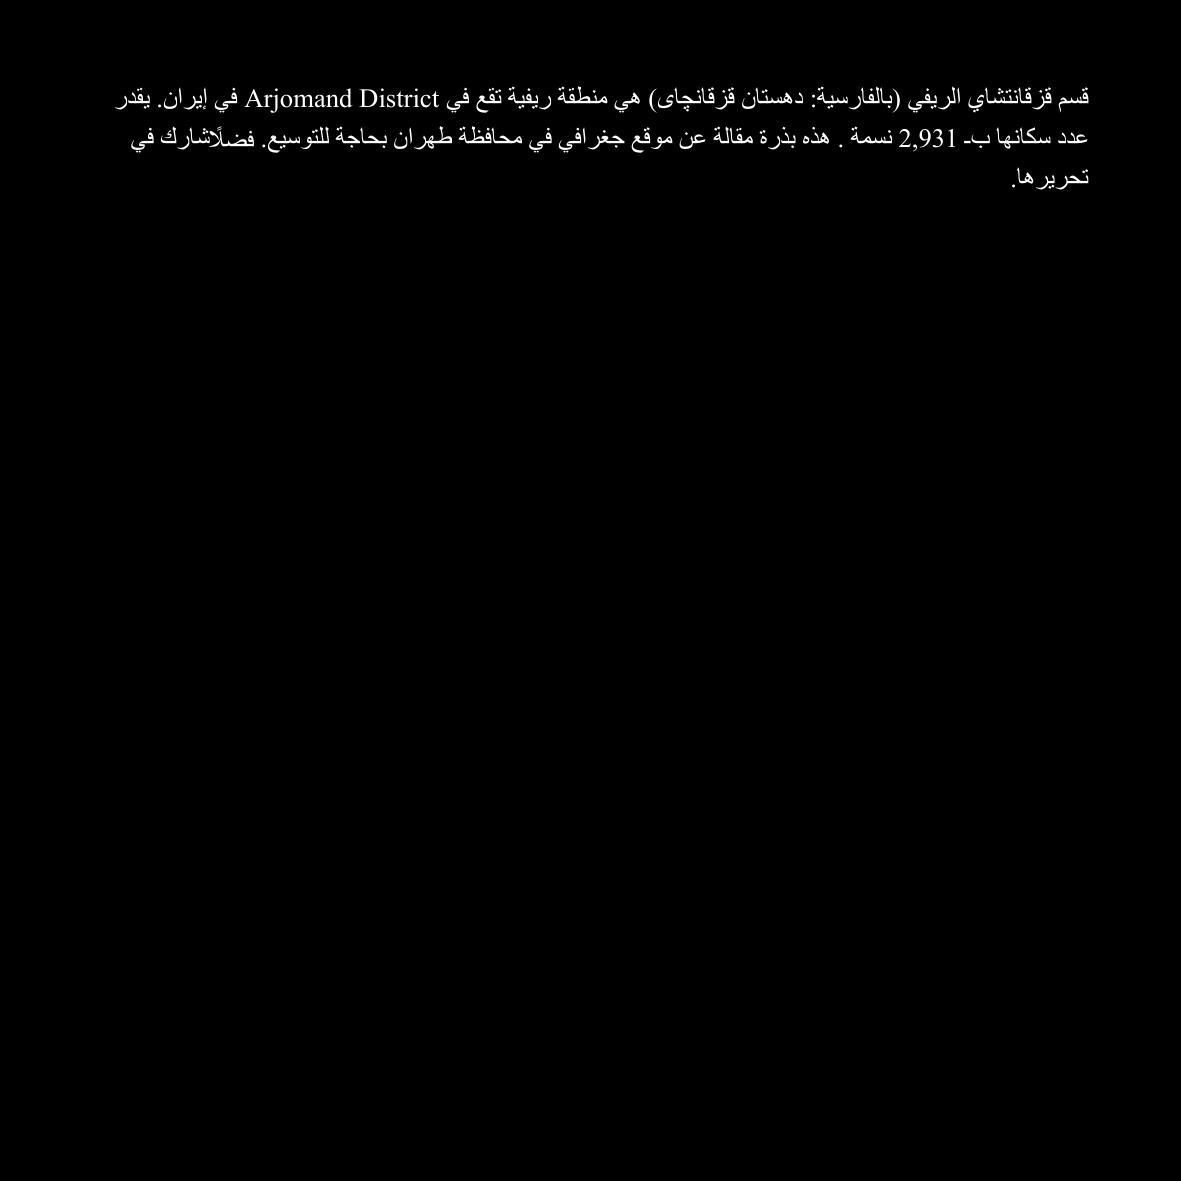 قسم قزقانتشاي الريفي (بالفارسية: دهستان قزقانچای) هي منطقة ريفية تقع في Arjomand District في إيران. يقدر
عدد سكانها ب‍ـ 2,931 نسمة . هذه بذرة مقالة عن موقع جغرافي في محافظة طهران بحاجة للتوسيع. فضلًاشارك في
تحريرها.